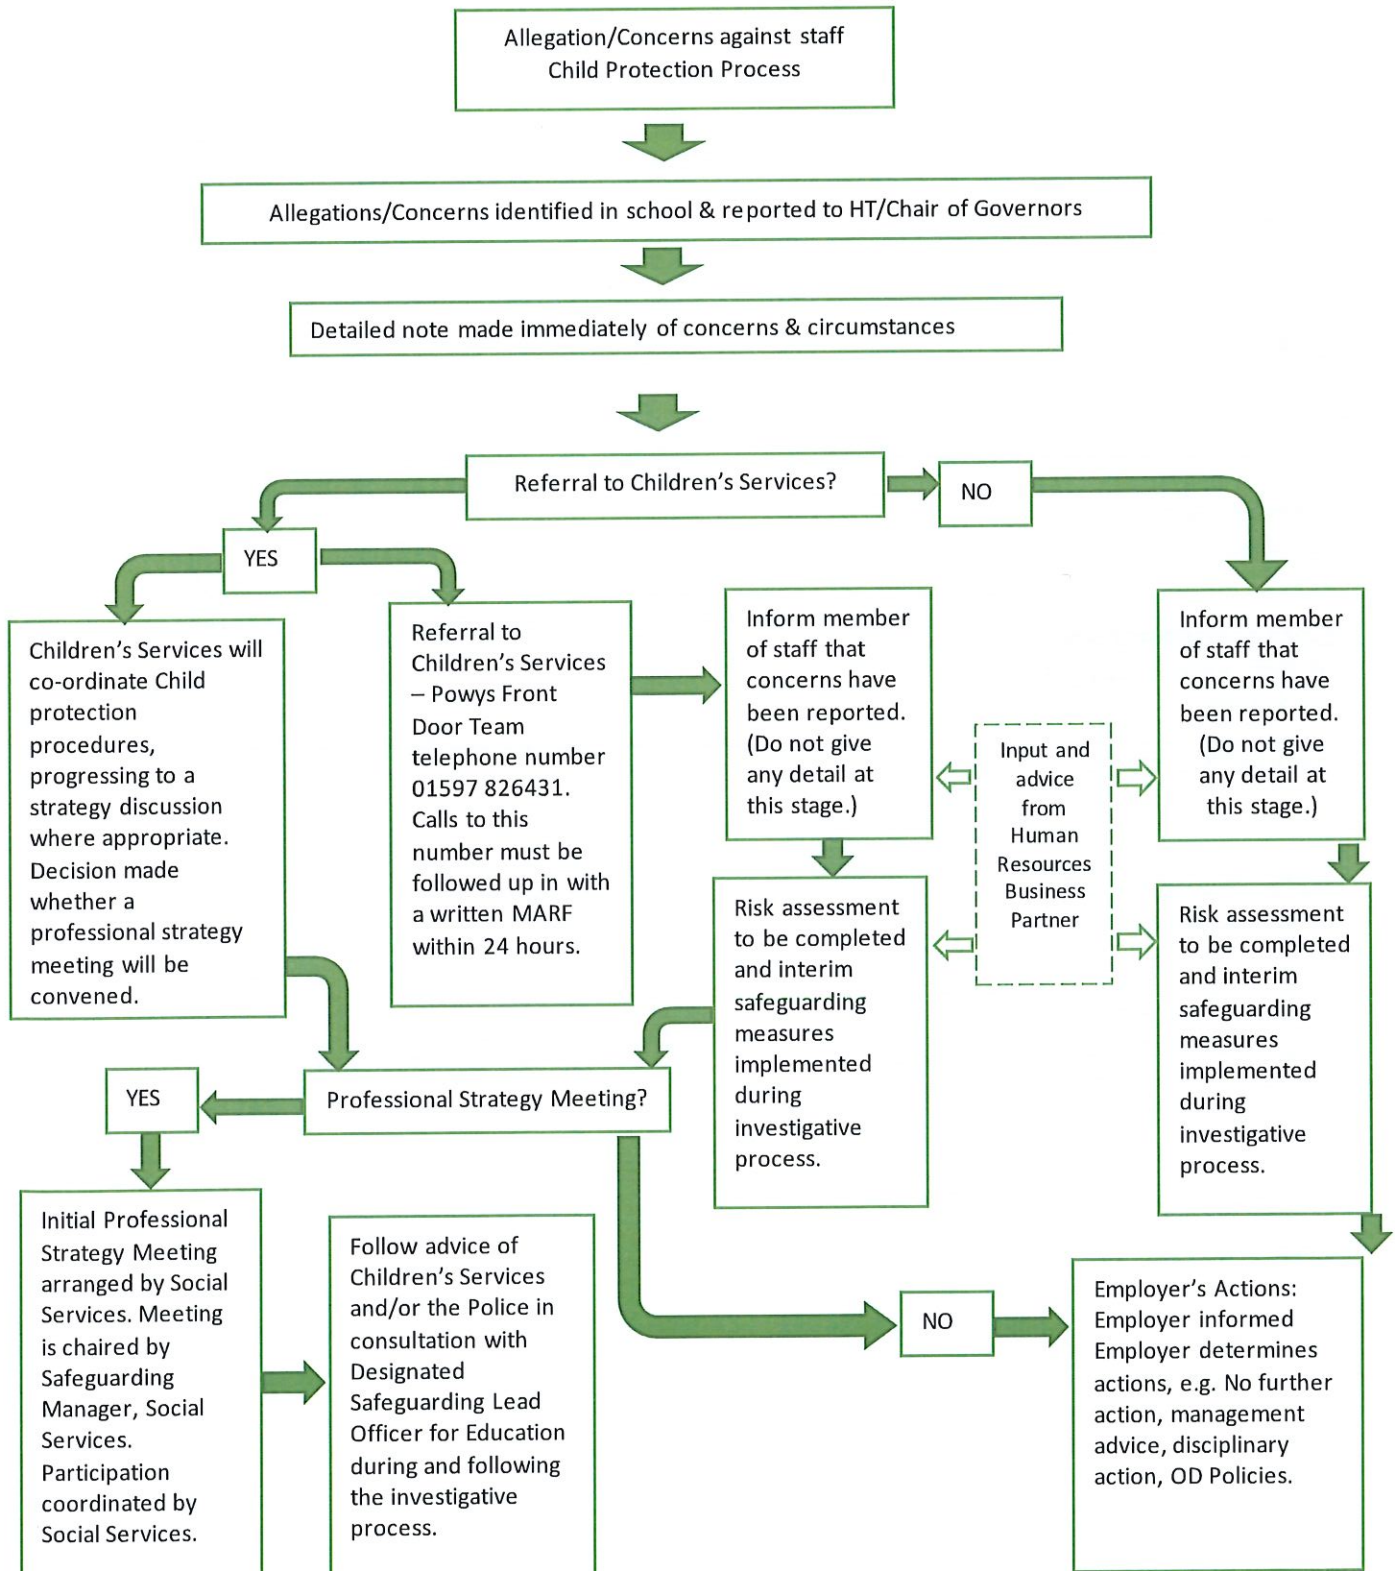 Allegation/Concerns against staff
Child Protection Process
Allegations/Concerns identified in school & reported to HT/Chair of Governors
Detailed note made immediately of concerns & circumstances
Referral to Children's Services?
NO
YES
Children's Services will
co-ordinate Child
protection
procedures,
progressing to a
strategy discussion
where appropriate.
Decision made
whether a
professional strategy
meeting will be
convened.
Referral to
Children's Services
– Powys Front
Door Team
telephone number
01597 826431.
Calls to this
number must be
followed up in with
a written MARF
within 24 hours.
Inform member
of staff that
concerns have
been reported.
(Do not give
any detail at
this stage.)
Input and
advice
from
Human
Resources
Business
Partner
Inform member
of staff that
concerns have
been reported.
(Do not give
any detail at
this stage.)
Risk assessment
to be completed
and interim
safeguarding
measures
implemented
during
investigative
process.
Risk assessment
to be completed
and interim
safeguarding
measures
implemented
during
investigative
process.
Professional Strategy Meeting?
YES
Initial Professional
Strategy Meeting
arranged by Social
Services. Meeting
is chaired by
Safeguarding
Manager, Social
Services.
Participation
coordinated by
Social Services.
Follow advice of
Children's Services
and/or the Police in
consultation with
Designated
Safeguarding Lead
Officer for Education
during and following
the investigative
process.
NO
Employer's Actions:
Employer informed
Employer determines
actions, e.g. No further
action, management
advice, disciplinary
action, OD Policies.